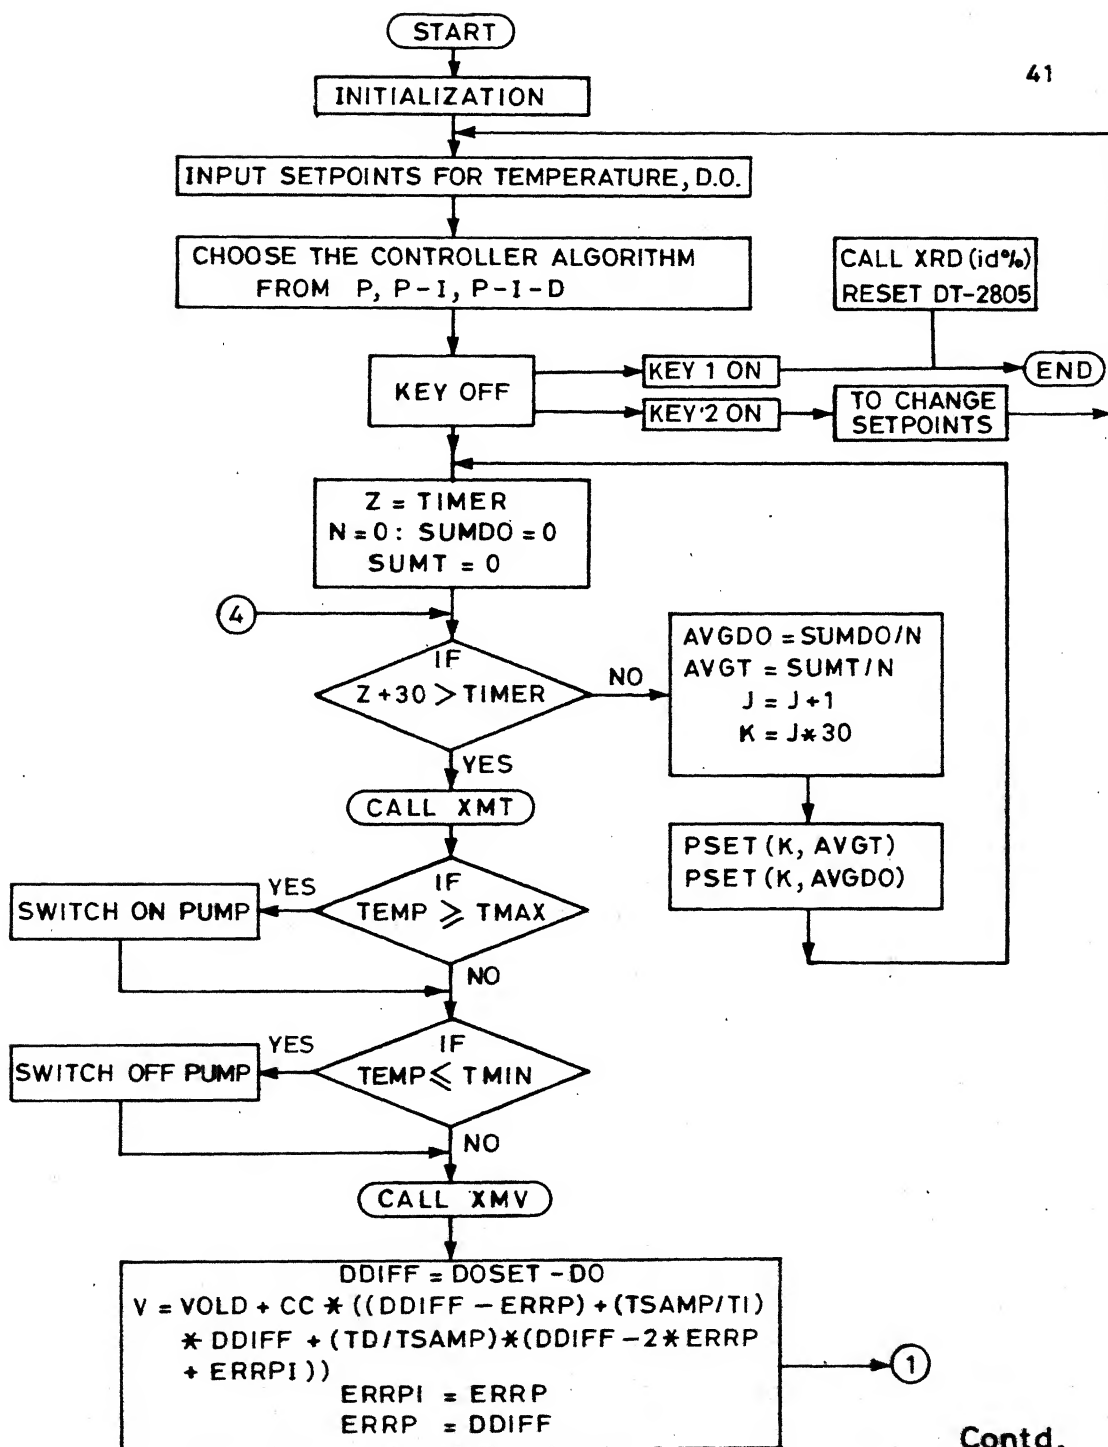 START
41
INITIALIZATION
INPUT SETPOINTS FOR TEMPERATURE, D.O.
CHOOSE THE CONTROLLER ALGORITHM
FROM P, P-I, P-I-D
CALL XRD (id%)
RESET DT-2805
KEY OFF
KEY 1 ON
END
KEY 2 ON
TO CHANGE
SETPOINTS
Z = TIMER
N=0: SUMDO = 0
SUMT = 0
4
IF
Z+30 > TIMER
NO
YES
AVGDO = SUMDO/N
AVGT = SUMT/N
J = J+1
K = J*30
CALL XMT
PSET (K, AVGT)
PSET (K, AVGDO)
IF
TEMP ⩾ TMAX
YES
SWITCH ON PUMP
NO
IF
TEMP ⩽ TMIN
YES
SWITCH OFF PUMP
NO
CALL XMV
DDIFF = DOSET - DO
V = VOLD + CC * ((DDIFF - ERRP) + (TSAMP/TI)
* DDIFF + (TD/TSAMP)*(DDIFF-2*ERRP
+ ERRPI))
ERRPI = ERRP
ERRP = DDIFF
1
Contd.